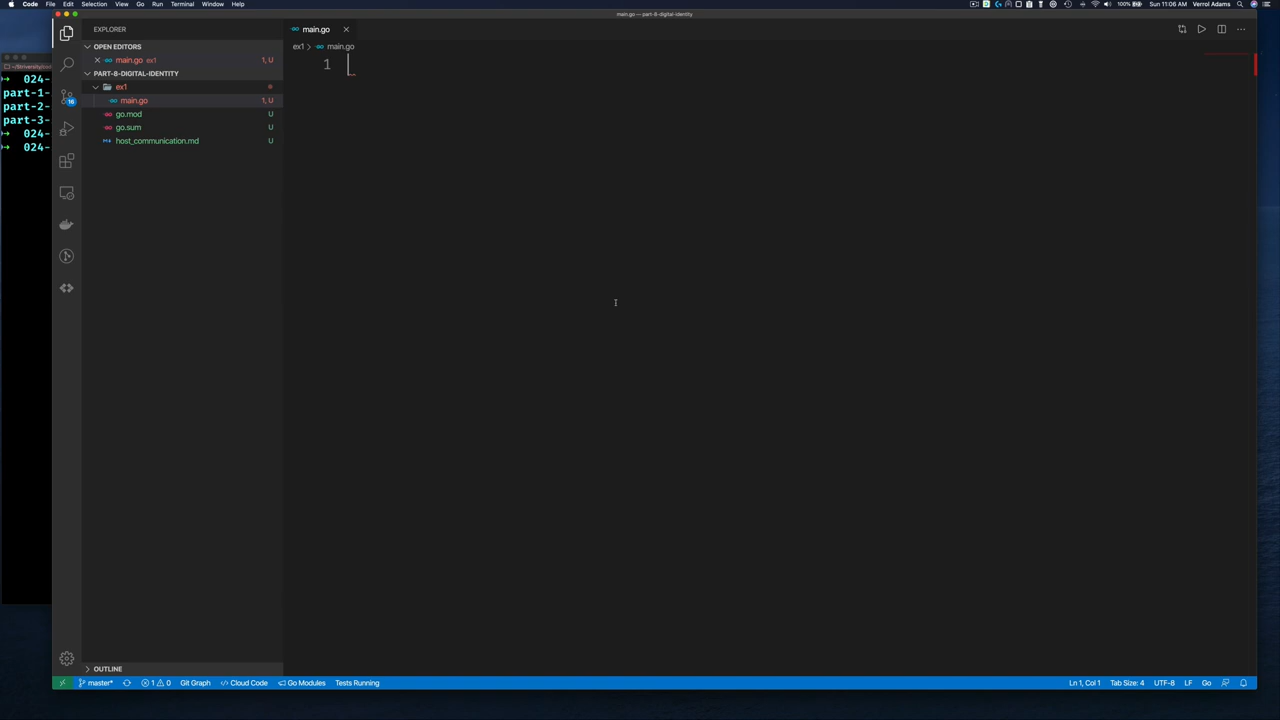 Code File Edit Selection View Go Run Terminal Window Help 100% Sun 11:06 AM Verrol Adams
main.go — part-8-digital-identity
EXPLORER
main.go
OPEN EDITORS
ex1 > main.go
main.go ex1 1, U
1
PART-8-DIGITAL-IDENTITY
ex1
main.go 1, U
go.mod U
go.sum U
host_communication.md U
024-
part-1-
part-2-
part-3-
024-
024-
16
OUTLINE
master* 1 0 Git Graph Cloud Code Go Modules Tests Running Ln 1, Col 1 Tab Size: 4 UTF-8 LF Go